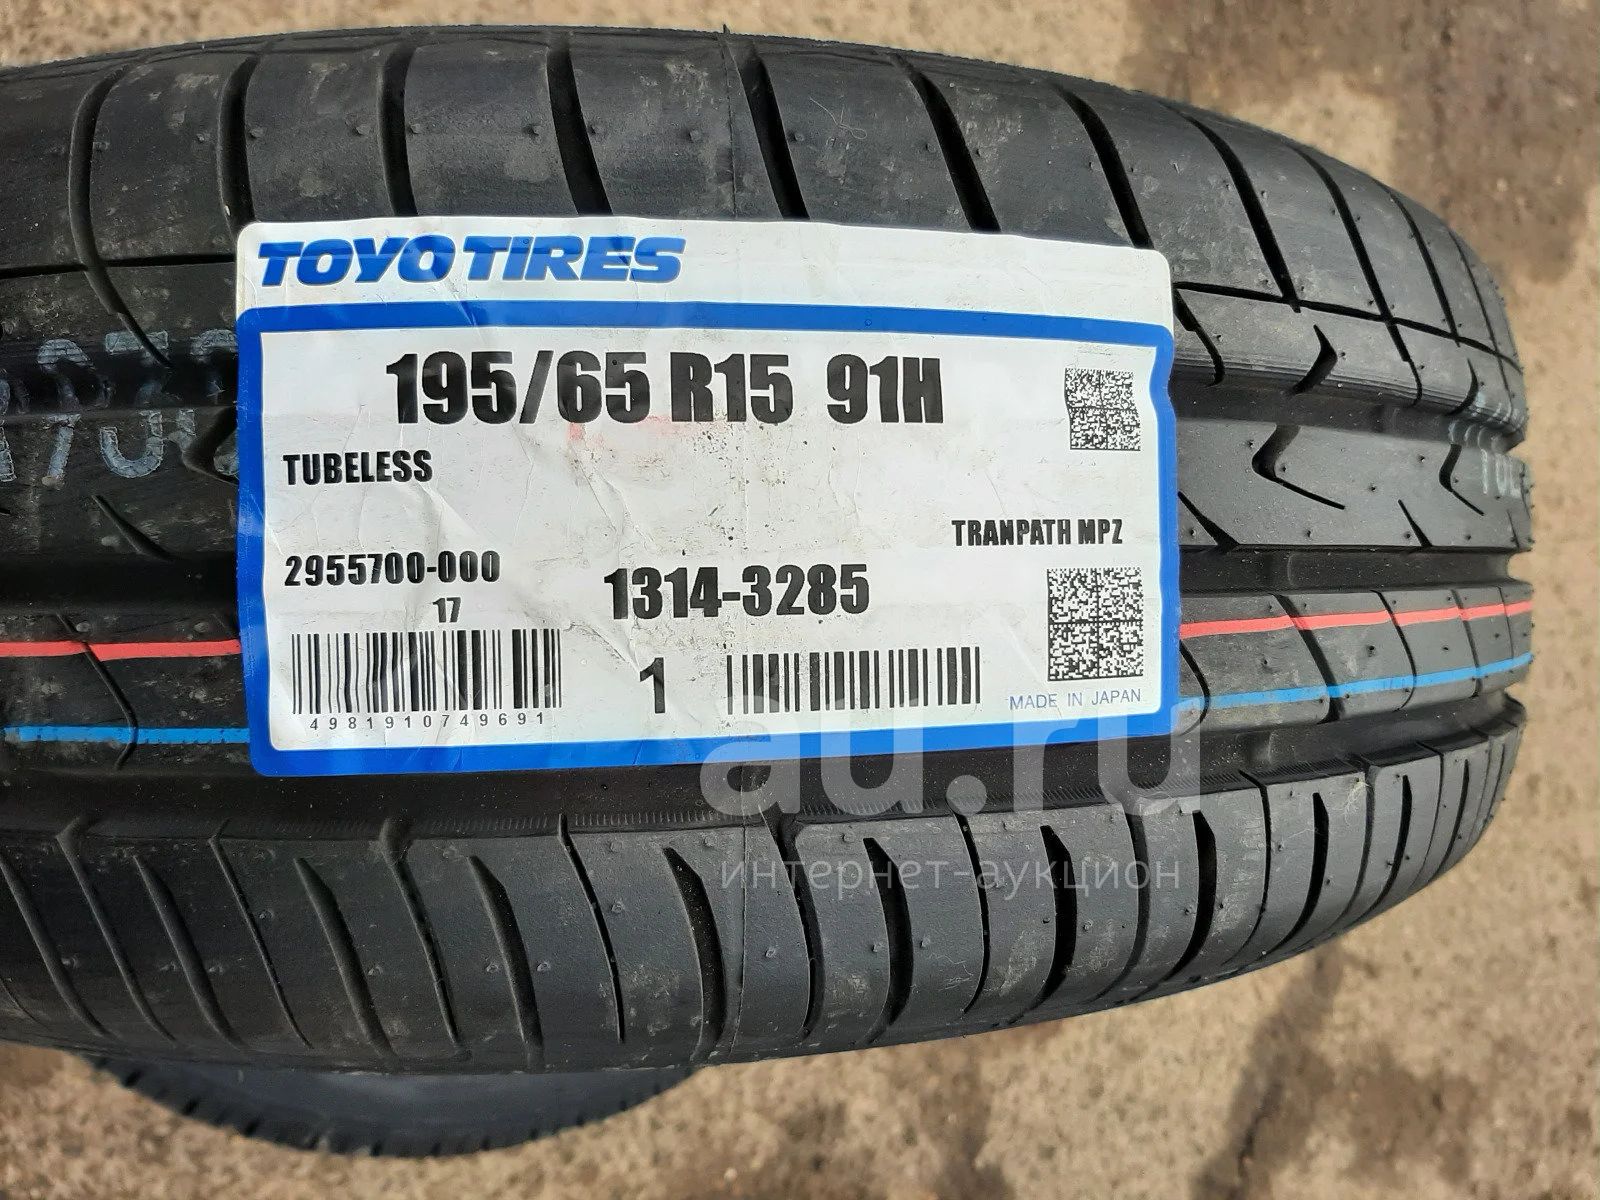 TOYO TIRES
195/65 R15 91H
TUBELESS
TRANPATH MPZ
2955700-000
1314-3285
17
1
4981910749691
MADE IN JAPAN
au.ru
интернет-аукцион